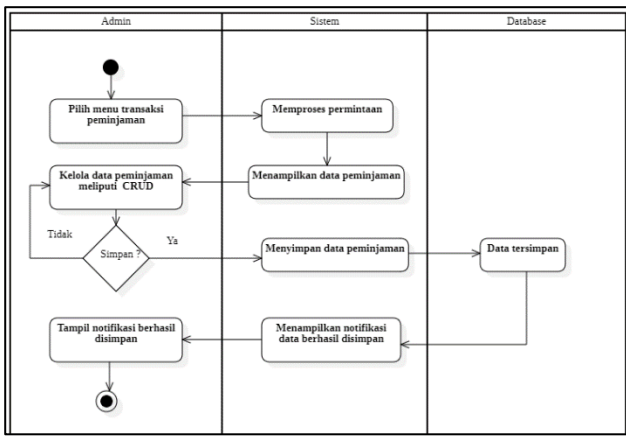 Admin
Sistem
Database
Pilih menu transaksi
peminjaman
Memproses permintaan
Kelola data peminjaman
meliputi CRUD
Menampilkan data peminjaman
Tidak
Simpan ?
Ya
Menyimpan data peminjaman
Data tersimpan
Tampil notifikasi berhasil
disimpan
Menampilkan notifikasi
data berhasil disimpan